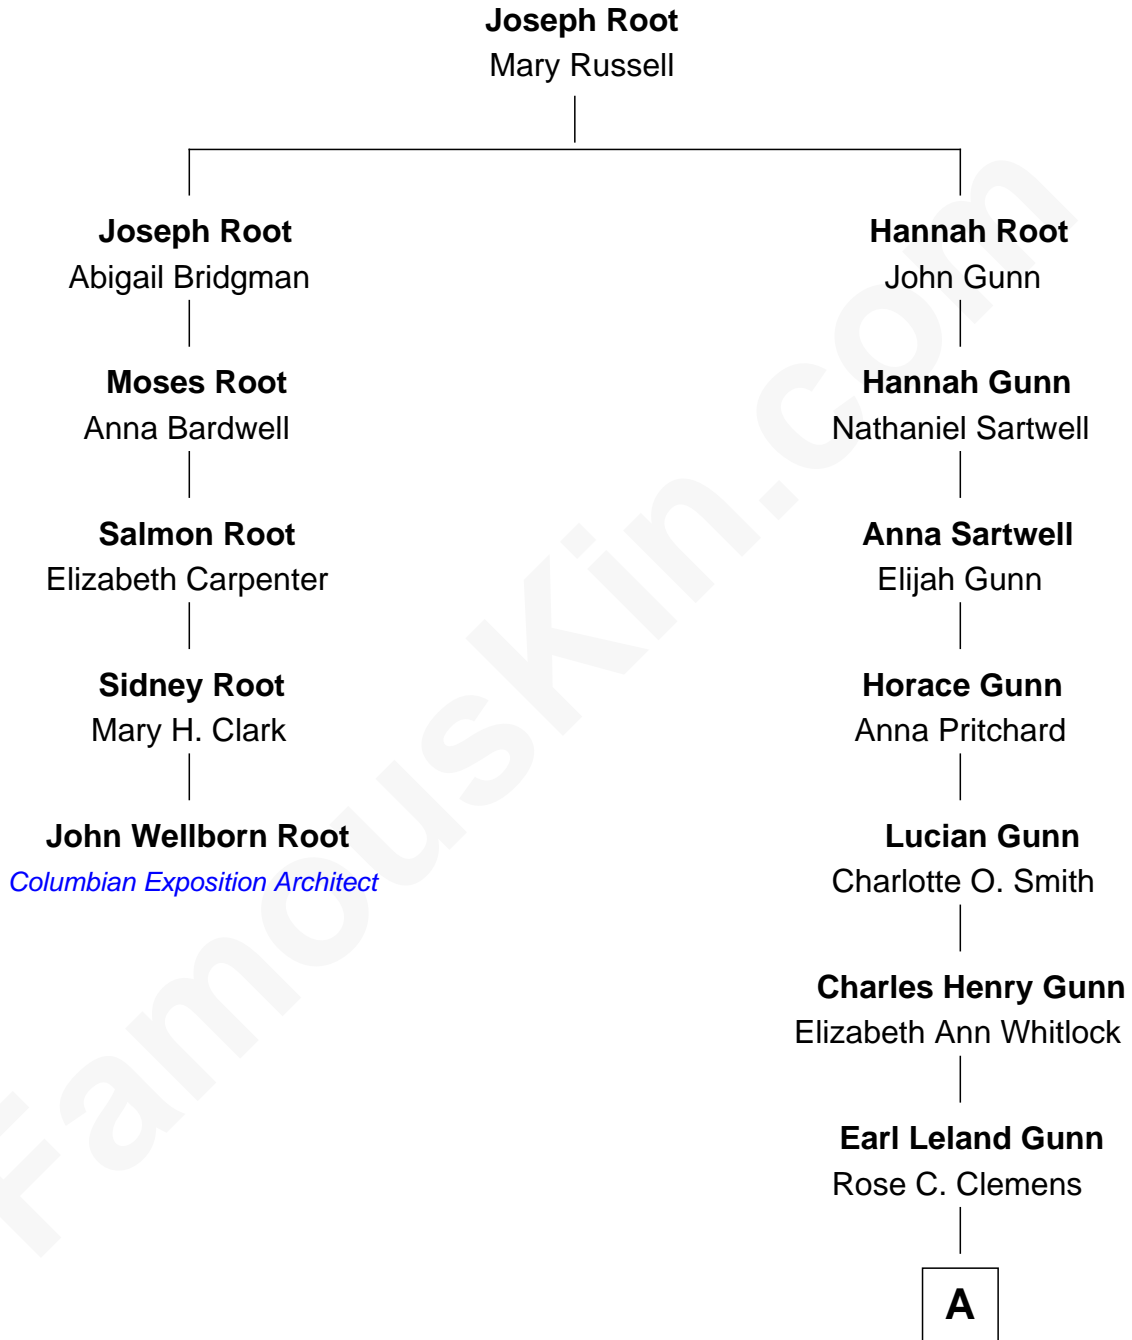 Joseph Root
Mary Russell
Joseph Root
Abigail Bridgman
Moses Root
Anna Bardwell
Salmon Root
Elizabeth Carpenter
Sidney Root
Mary H. Clark
John Wellborn Root
Columbian Exposition Architect
Hannah Root
John Gunn
Hannah Gunn
Nathaniel Sartwell
Anna Sartwell
Elijah Gunn
Horace Gunn
Anna Pritchard
Lucian Gunn
Charlotte O. Smith
Charles Henry Gunn
Elizabeth Ann Whitlock
Earl Leland Gunn
Rose C. Clemens
A
FamousKin.com